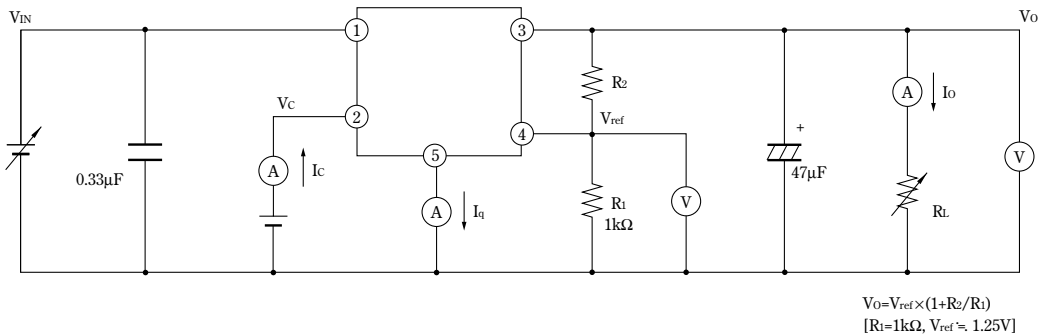 VIN
VO
1
3
R2
A
IO
VC
2
Vref
4
+
5
A
IC
0.33μF
47μF
V
A
Iq
R1
1kΩ
V
RL
VO=Vref×(1+R2/R1)
[R1=1kΩ, Vref≒1.25V]